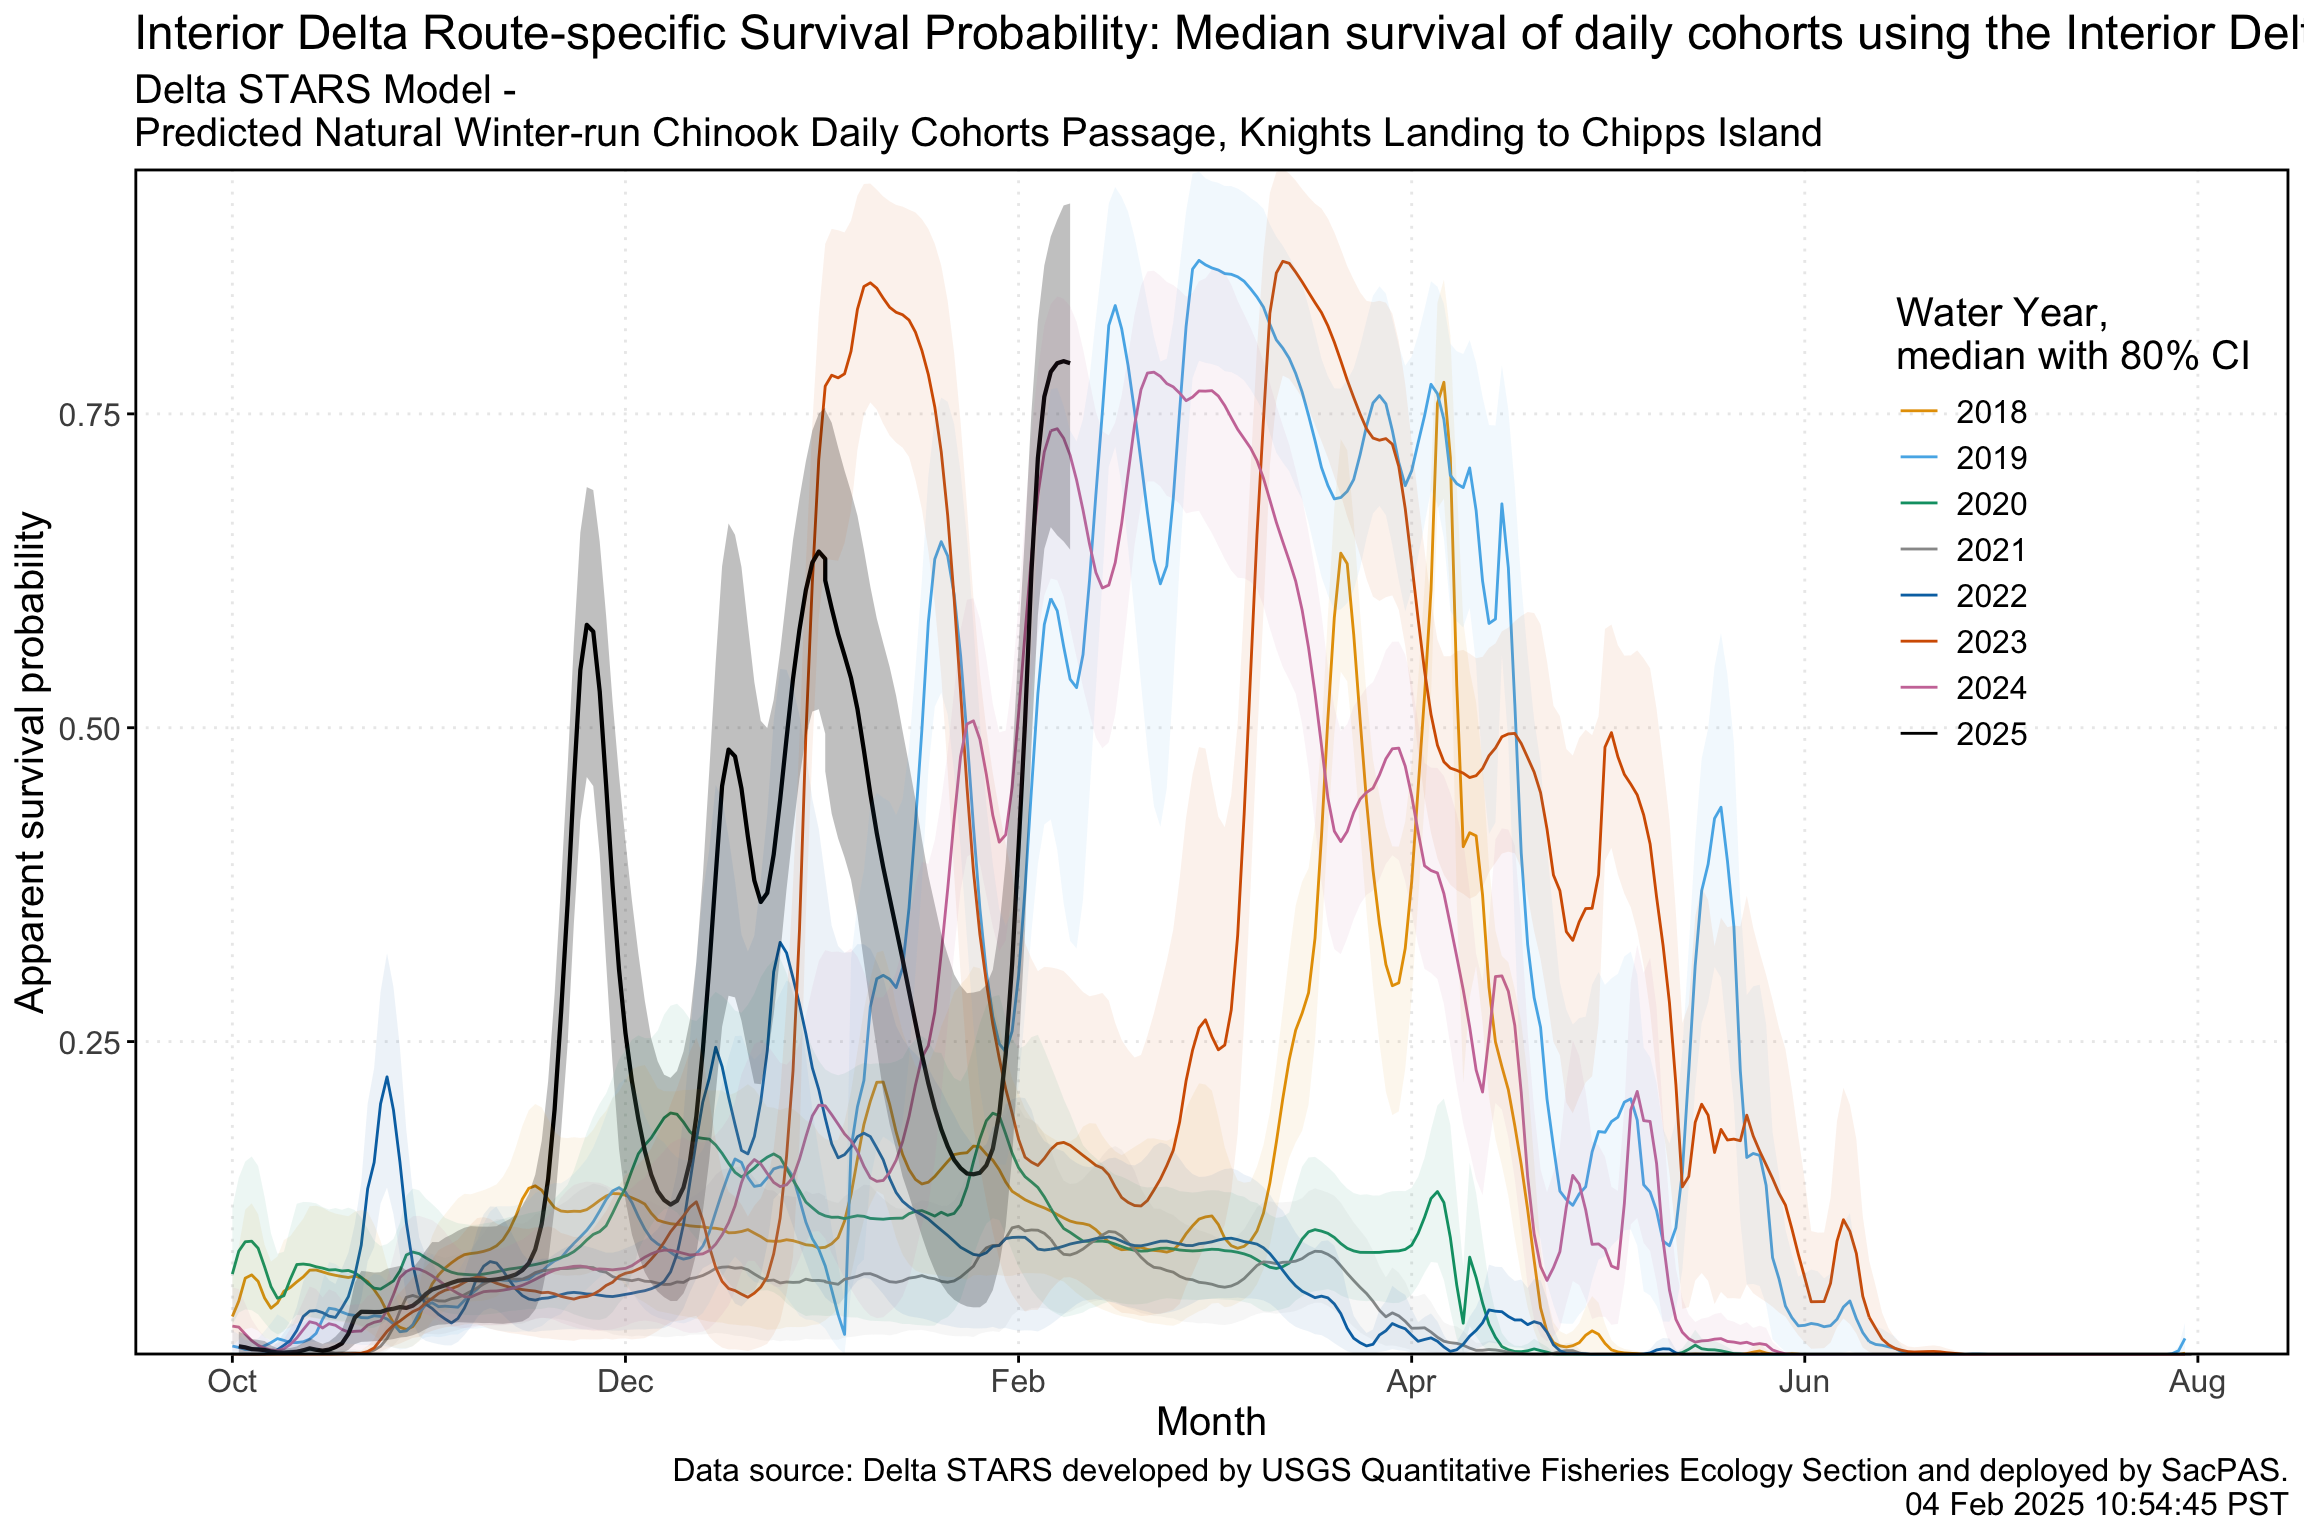 Interior Delta Route-specific Survival Probability: Median survival of daily cohorts using the Interior Del
Delta STARS Model -
Predicted Natural Winter-run Chinook Daily Cohorts Passage, Knights Landing to Chipps Island
Apparent survival probability
0.75
0.50
0.25
Water Year,
median with 80% CI
2018
2019
2020
2021
2022
2023
2024
2025
Oct
Dec
Feb
Apr
Jun
Aug
Month
Data source: Delta STARS developed by USGS Quantitative Fisheries Ecology Section and deployed by SacPAS.
04 Feb 2025 10:54:45 PST